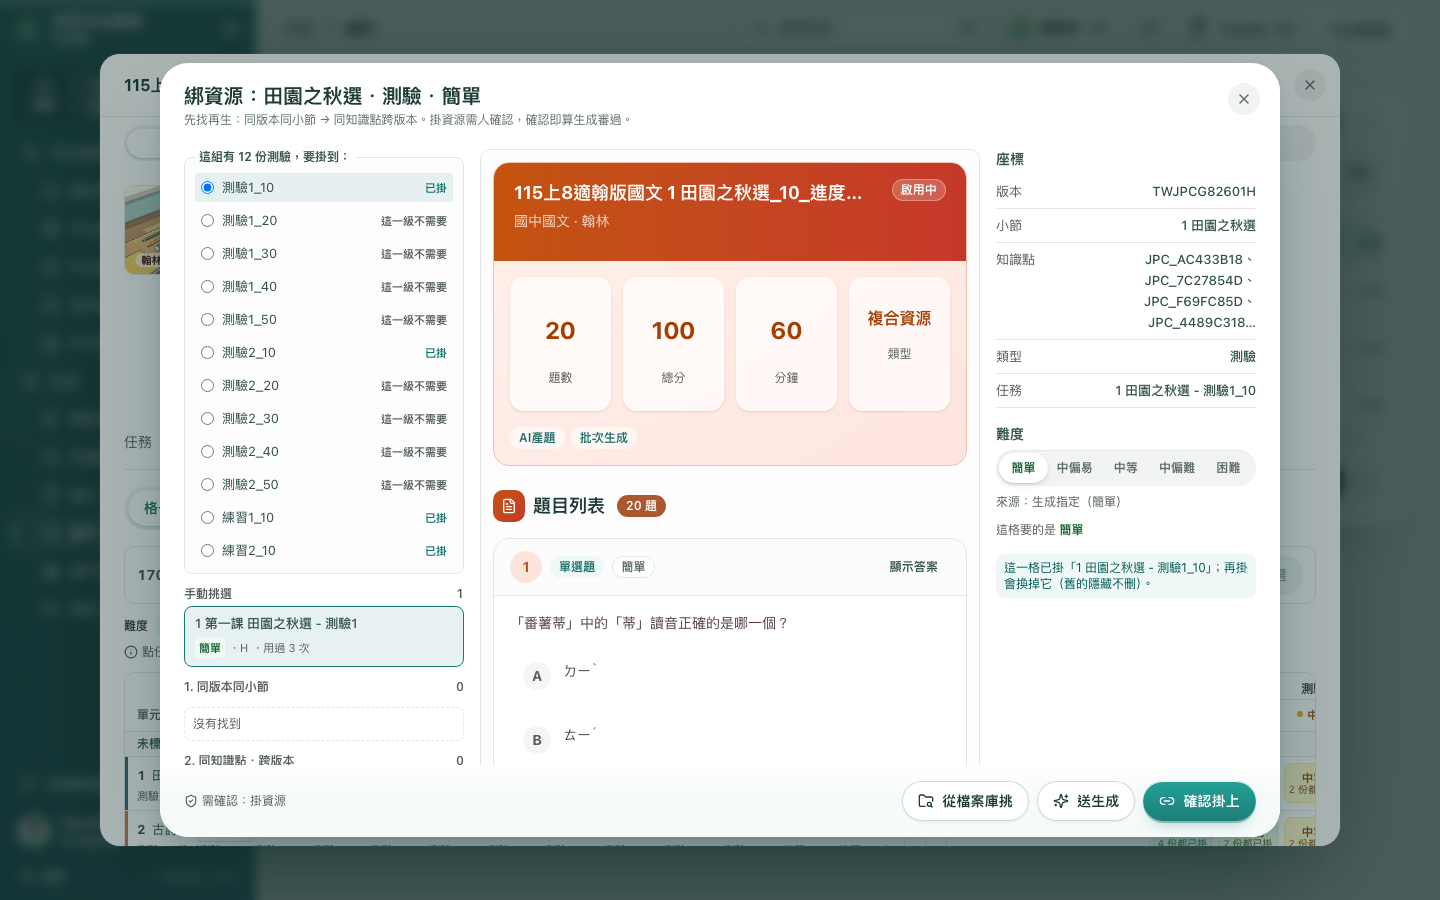 115上
綁資源：田園之秋選 · 測驗 · 簡單
先找再生：同版本同小節 → 同知識點跨版本。掛資源需人確認，確認即算生成審過。
這組有 12 份測驗，要掛到：
測驗1_10 已掛
測驗1_20 這一級不需要
測驗1_30 這一級不需要
測驗1_40 這一級不需要
測驗1_50 這一級不需要
測驗2_10 已掛
測驗2_20 這一級不需要
測驗2_30 這一級不需要
測驗2_40 這一級不需要
測驗2_50 這一級不需要
練習1_10 已掛
練習2_10 已掛
手動挑選 1
1 第一課 田園之秋選 - 測驗1
簡單 · H · 用過 3 次
1. 同版本同小節 0
沒有找到
2. 同知識點 · 跨版本 0
115上8適翰版國文 1 田園之秋選_10_進度... 啟用中
國中國文 · 翰林
20 題數
100 總分
60 分鐘
複合資源 類型
AI產題 批次生成
題目列表 20 題
1 單選題 簡單 顯示答案
「番薯蒂」中的「蒂」讀音正確的是哪一個？
A ㄉㄧˋ
B ㄊㄧˊ
座標
版本 TWJPCG82601H
小節 1 田園之秋選
知識點 JPC_AC433B18、
JPC_7C27854D、
JPC_F69FC85D、
JPC_4489C318...
類型 測驗
任務 1 田園之秋選 - 測驗1_10
難度
簡單 中偏易 中等 中偏難 困難
來源：生成指定（簡單）
這格要的是 簡單
這一格已掛「1 田園之秋選 - 測驗1_10」；再掛
會換掉它（舊的隱藏不刪）。
需確認：掛資源
從檔案庫挑
送生成
確認掛上
翰林
任務
170
難度
單元
1 田
測驗
2 古